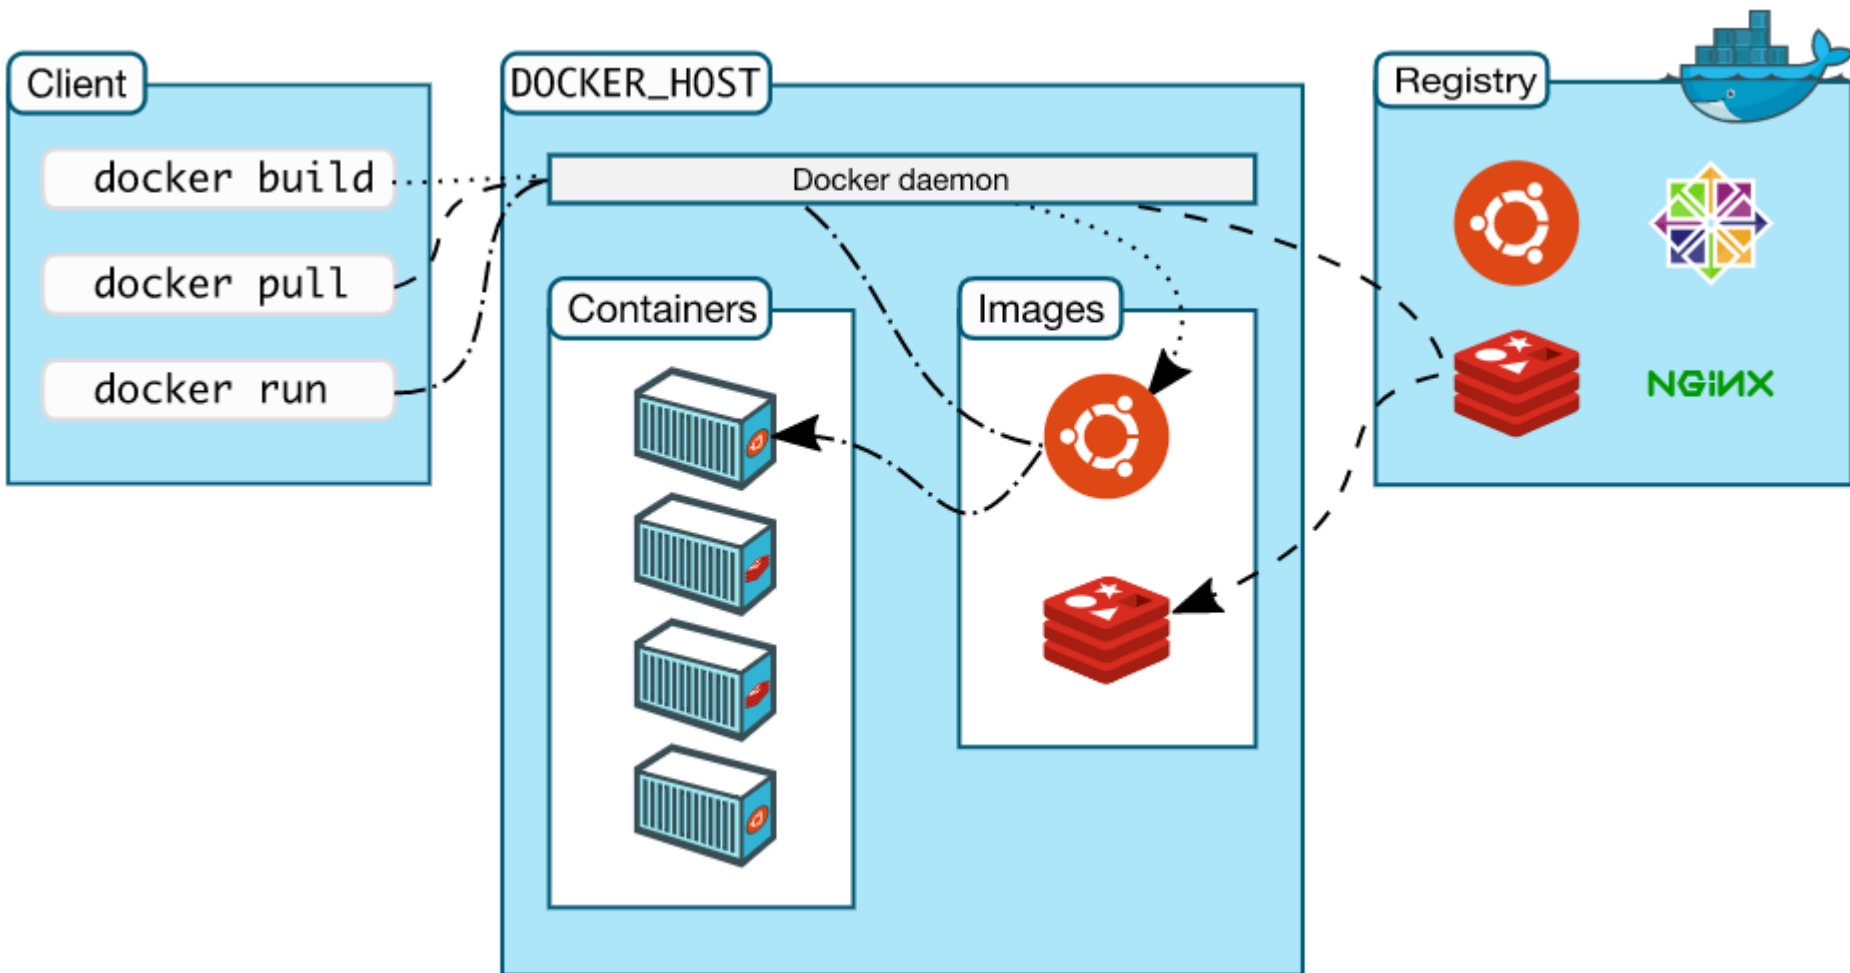 Client
docker build
docker pull
docker run
DOCKER_HOST
Docker daemon
Containers
Images
Registry
NGiNX